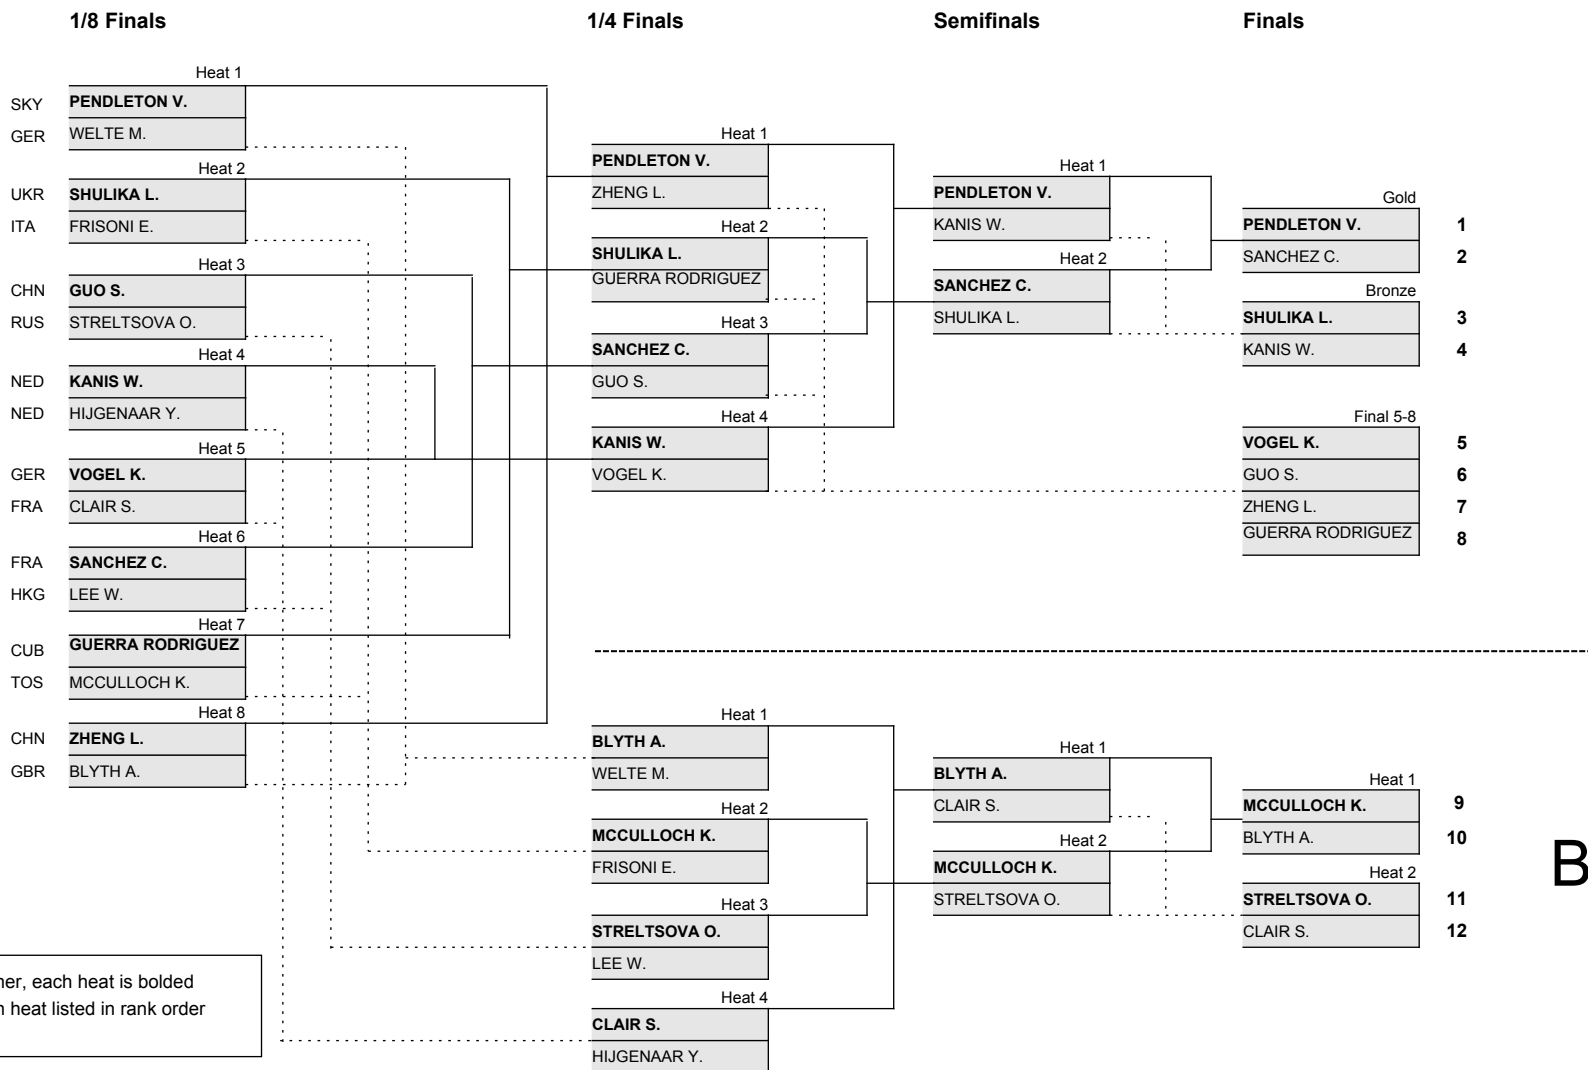 1/8 Finals 1/4 Finals Semifinals Finals
Heat 1
SKY PENDLETON V.
GER WELTE M.
Heat 2
UKR SHULIKA L.
ITA FRISONI E.
Heat 3
CHN GUO S.
RUS STRELTSOVA O.
Heat 4
NED KANIS W.
NED HIJGENAAR Y.
Heat 5
GER VOGEL K.
FRA CLAIR S.
Heat 6
FRA SANCHEZ C.
HKG LEE W.
Heat 7
CUB GUERRA RODRIGUEZ
TOS MCCULLOCH K.
Heat 8
CHN ZHENG L.
GBR BLYTH A.
Heat 1
PENDLETON V.
ZHENG L.
Heat 2
SHULIKA L.
GUERRA RODRIGUEZ
Heat 3
SANCHEZ C.
GUO S.
Heat 4
KANIS W.
VOGEL K.
Heat 1
PENDLETON V.
KANIS W.
Heat 2
SANCHEZ C.
SHULIKA L.
Gold
PENDLETON V. 1
SANCHEZ C. 2
Bronze
SHULIKA L. 3
KANIS W. 4
Final 5-8
VOGEL K. 5
GUO S. 6
ZHENG L. 7
GUERRA RODRIGUEZ 8
Heat 1
BLYTH A.
WELTE M.
Heat 2
MCCULLOCH K.
FRISONI E.
Heat 3
STRELTSOVA O.
LEE W.
Heat 4
CLAIR S.
HIJGENAAR Y.
Heat 1
BLYTH A.
CLAIR S.
Heat 2
MCCULLOCH K.
STRELTSOVA O.
Heat 1
MCCULLOCH K. 9
BLYTH A. 10
Heat 2
STRELTSOVA O. 11
CLAIR S. 12
B
each heat is bolded
heat listed in rank order